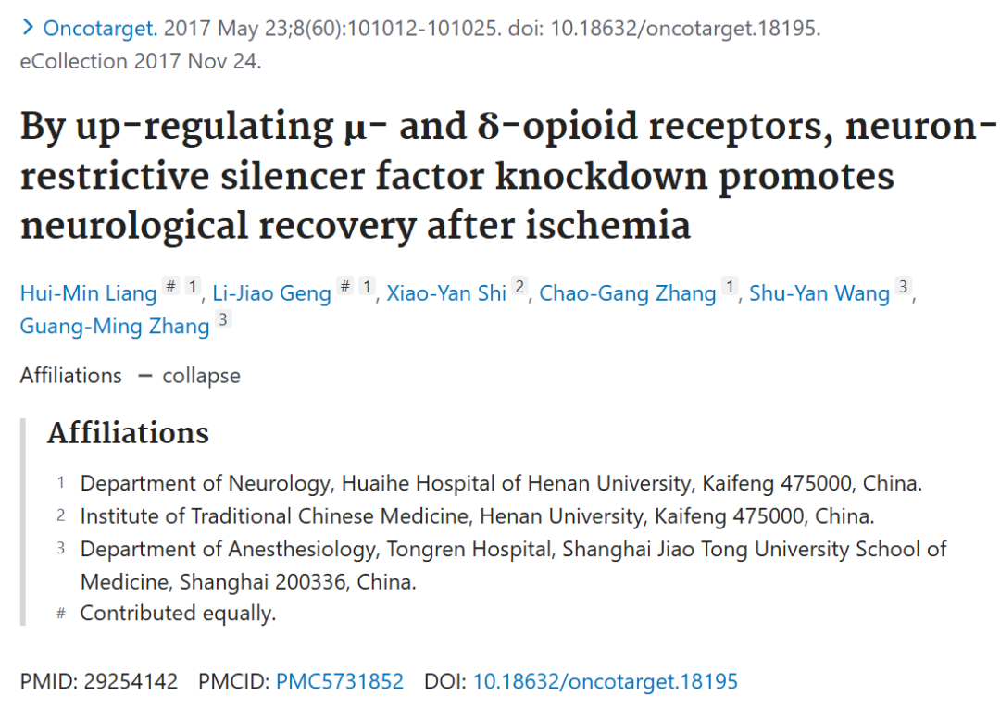 > Oncotarget. 2017 May 23;8(60):101012-101025. doi: 10.18632/oncotarget.18195.
eCollection 2017 Nov 24.
By up-regulating μ- and δ-opioid receptors, neuron-
restrictive silencer factor knockdown promotes
neurological recovery after ischemia
Hui-Min Liang # 1, Li-Jiao Geng # 1, Xiao-Yan Shi 2, Chao-Gang Zhang 1, Shu-Yan Wang 3,
Guang-Ming Zhang 3
Affiliations — collapse
Affiliations
1 Department of Neurology, Huaihe Hospital of Henan University, Kaifeng 475000, China.
2 Institute of Traditional Chinese Medicine, Henan University, Kaifeng 475000, China.
3 Department of Anesthesiology, Tongren Hospital, Shanghai Jiao Tong University School of
Medicine, Shanghai 200336, China.
# Contributed equally.
PMID: 29254142 PMCID: PMC5731852 DOI: 10.18632/oncotarget.18195